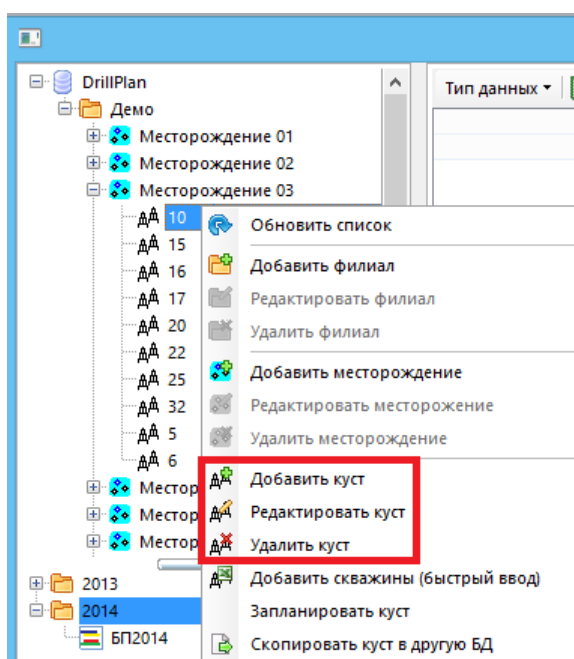 DrillPlan
Тип данных
Демо
Месторождение 01
Месторождение 02
Месторождение 03
10
Обновить список
15
16
Добавить филиал
17
Редактировать филиал
20
Удалить филиал
22
25
Добавить месторождение
32
Редактировать месторожение
5
Удалить месторождение
6
Добавить куст
Местор
Местор
Редактировать куст
Местор
Удалить куст
2013
Добавить скважины (быстрый ввод)
2014
Запланировать куст
БП2014
Скопировать куст в другую БД